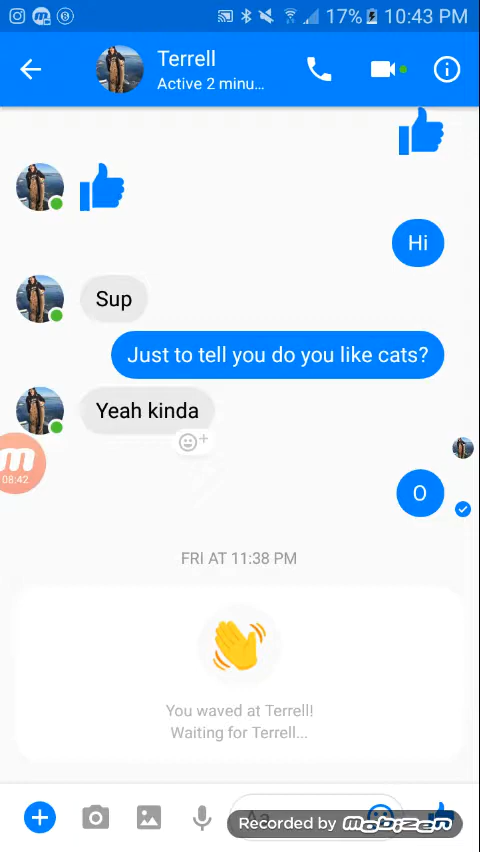 17% 10:43 PM
Terrell
Active 2 minu...
Hi
Sup
Just to tell you do you like cats?
Yeah kinda
m
08:42
O
FRI AT 11:38 PM
You waved at Terrell!
Waiting for Terrell...
Aa
Recorded by mobizen